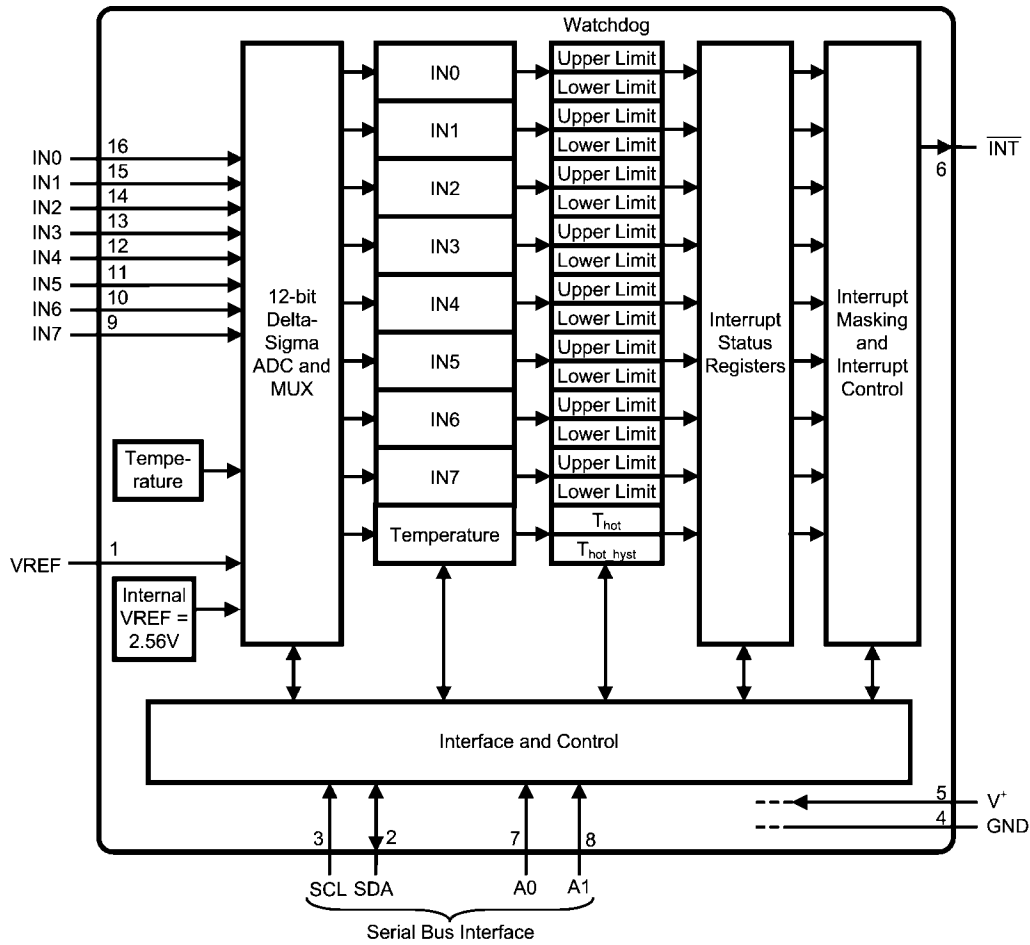 Watchdog
IN0
Upper Limit
Lower Limit
IN1
Upper Limit
Lower Limit
IN2
Upper Limit
Lower Limit
IN3
Upper Limit
Lower Limit
IN4
Upper Limit
Lower Limit
IN5
Upper Limit
Lower Limit
IN6
Upper Limit
Lower Limit
IN7
Upper Limit
Lower Limit
Temperature
Thot
Thot_hyst
IN0 16
IN1 15
IN2 14
IN3 13
IN4 12
IN5 11
IN6 10
IN7 9
12-bit
Delta-
Sigma
ADC and
MUX
Interrupt
Status
Registers
Interrupt
Masking
and
Interrupt
Control
INT
6
Tempe-
rature
VREF 1
Internal
VREF =
2.56V
Interface and Control
5 V+
4 GND
3 2 7 8
SCL SDA A0 A1
Serial Bus Interface